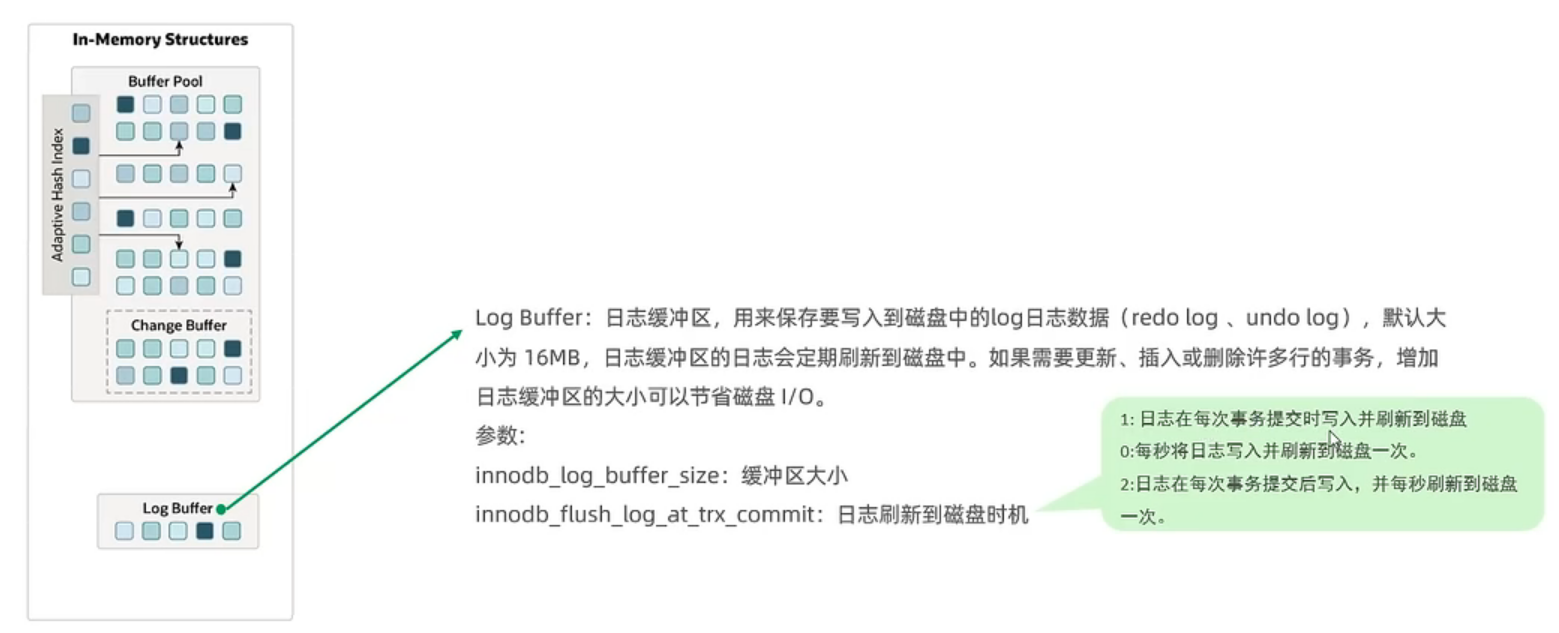 In-Memory Structures
Buffer Pool
Adaptive Hash Index
Change Buffer
Log Buffer
Log Buffer：日志缓冲区，用来保存要写入到磁盘中的log日志数据（redo log 、undo log），默认大
小为 16MB，日志缓冲区的日志会定期刷新到磁盘中。如果需要更新、插入或删除许多行的事务，增加
日志缓冲区的大小可以节省磁盘 I/O。
参数:
innodb_log_buffer_size：缓冲区大小
innodb_flush_log_at_trx_commit：日志刷新到磁盘时机
1: 日志在每次事务提交时写入并刷新到磁盘
0:每秒将日志写入并刷新到磁盘一次。
2:日志在每次事务提交后写入，并每秒刷新到磁盘
一次。